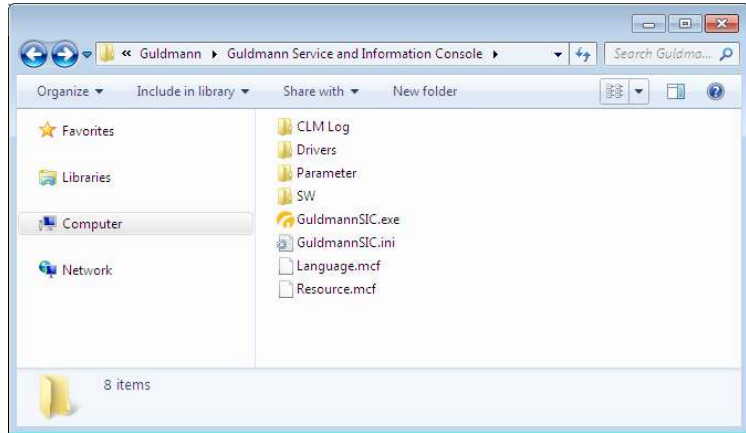 « Guldmann ▸ Guldmann Service and Information Console ▸ Search Guldma...
Organize ▾ Include in library ▾ Share with ▾ New folder
Favorites
Libraries
Computer
Network
CLM Log
Drivers
Parameter
SW
GuldmannSIC.exe
GuldmannSIC.ini
Language.mcf
Resource.mcf
8 items